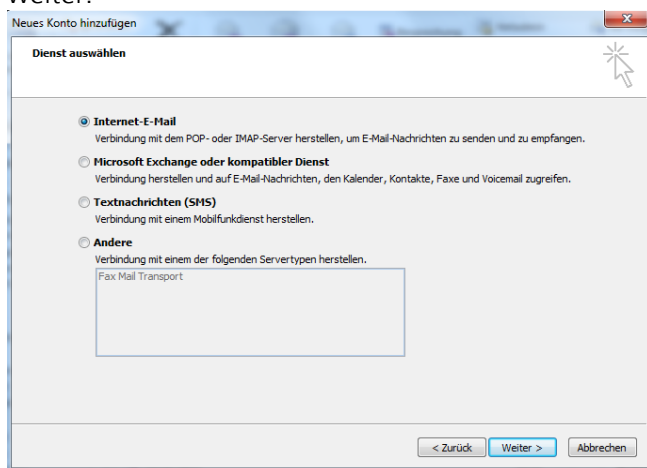 Weiter.
Neues Konto hinzufügen
Dienst auswählen
Internet-E-Mail
Verbindung mit dem POP- oder IMAP-Server herstellen, um E-Mail-Nachrichten zu senden und zu empfangen.
Microsoft Exchange oder kompatibler Dienst
Verbindung herstellen und auf E-Mail-Nachrichten, den Kalender, Kontakte, Faxe und Voicemail zugreifen.
Textnachrichten (SMS)
Verbindung mit einem Mobilfunkdienst herstellen.
Andere
Verbindung mit einem der folgenden Servertypen herstellen.
Fax Mail Transport
< Zurück Weiter > Abbrechen